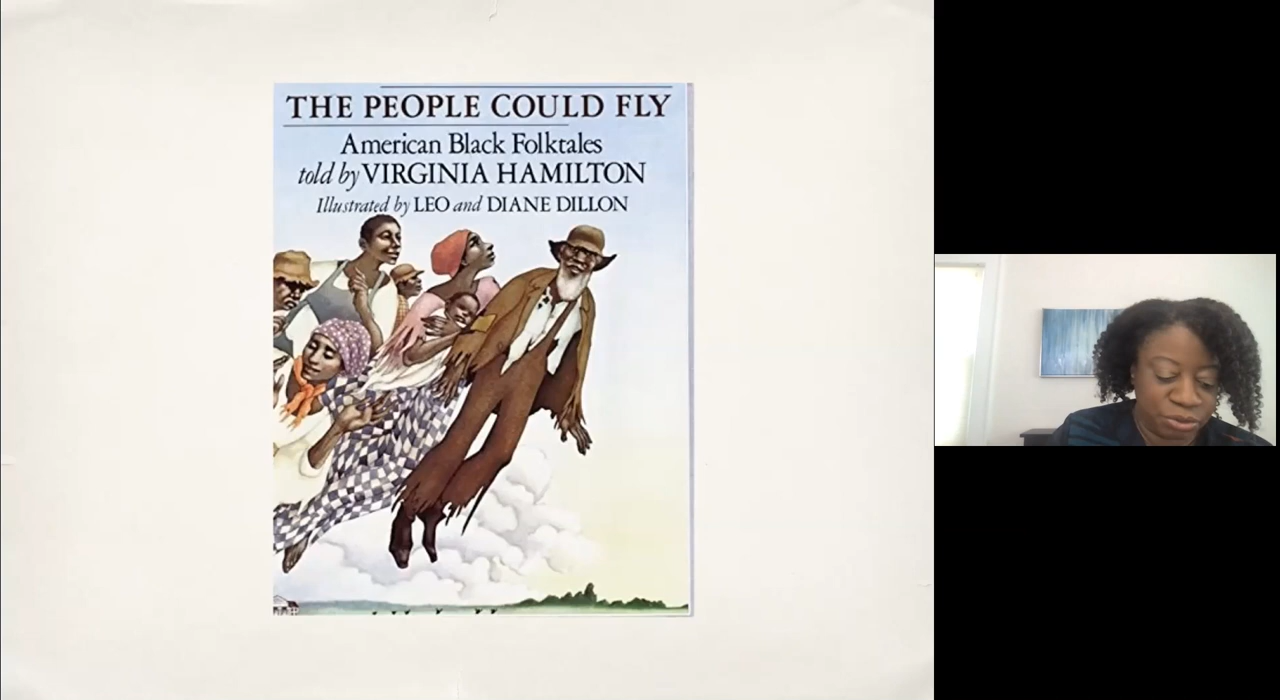 THE PEOPLE COULD FLY
American Black Folktales
told by VIRGINIA HAMILTON
Illustrated by LEO and DIANE DILLON